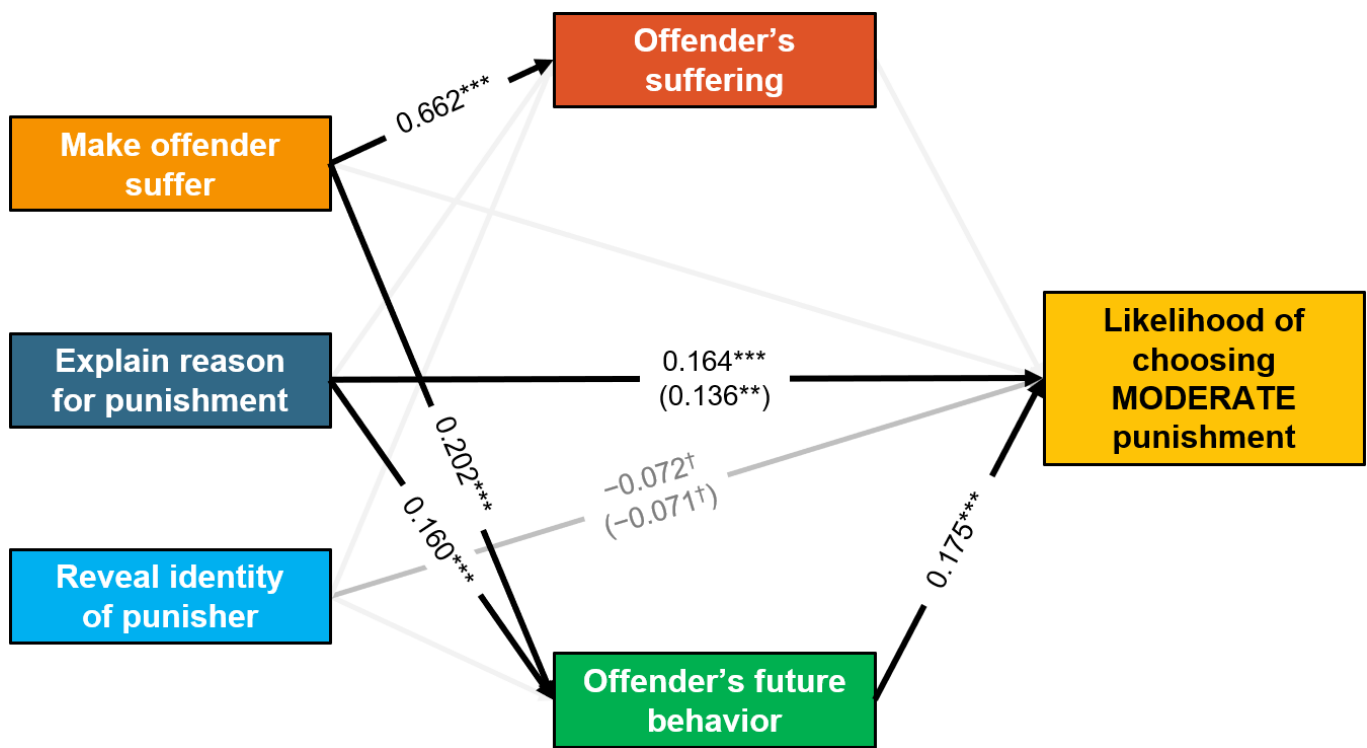 Offender’s
suffering
0.662***
Make offender
suffer
Explain reason
for punishment
0.164***
(0.136**)
Likelihood of
choosing
MODERATE
punishment
0.202***
−0.072†
(−0.071†)
0.160***
0.175***
Reveal identity
of punisher
Offender’s future
behavior